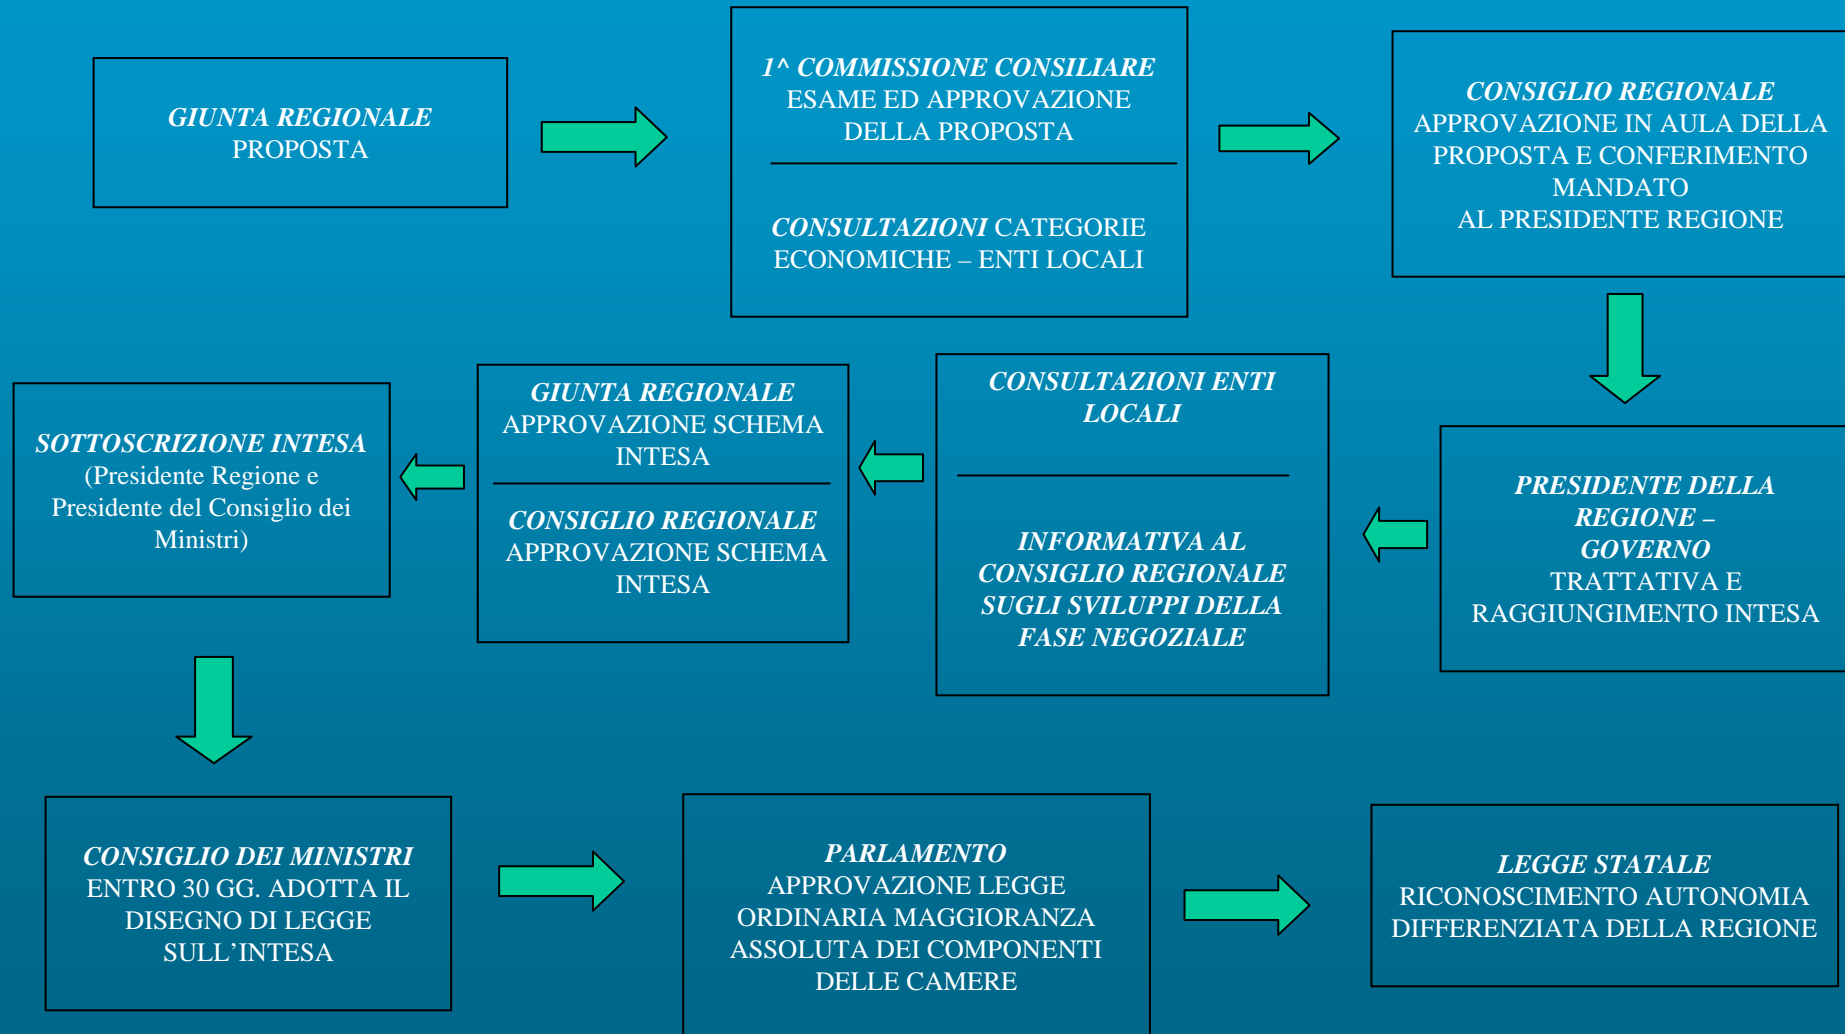 GIUNTA REGIONALE
PROPOSTA
1^ COMMISSIONE CONSILIARE
ESAME ED APPROVAZIONE
DELLA PROPOSTA
CONSULTAZIONI CATEGORIE
ECONOMICHE – ENTI LOCALI
CONSIGLIO REGIONALE
APPROVAZIONE IN AULA DELLA
PROPOSTA E CONFERIMENTO
MANDATO
AL PRESIDENTE REGIONE
PRESIDENTE DELLA
REGIONE –
GOVERNO
TRATTATIVA E
RAGGIUNGIMENTO INTESA
CONSULTAZIONI ENTI
LOCALI
INFORMATIVA AL
CONSIGLIO REGIONALE
SUGLI SVILUPPI DELLA
FASE NEGOZIALE
GIUNTA REGIONALE
APPROVAZIONE SCHEMA
INTESA
CONSIGLIO REGIONALE
APPROVAZIONE SCHEMA
INTESA
SOTTOSCRIZIONE INTESA
(Presidente Regione e
Presidente del Consiglio dei
Ministri)
CONSIGLIO DEI MINISTRI
ENTRO 30 GG. ADOTTA IL
DISEGNO DI LEGGE
SULL'INTESA
PARLAMENTO
APPROVAZIONE LEGGE
ORDINARIA MAGGIORANZA
ASSOLUTA DEI COMPONENTI
DELLE CAMERE
LEGGE STATALE
RICONOSCIMENTO AUTONOMIA
DIFFERENZIATA DELLA REGIONE